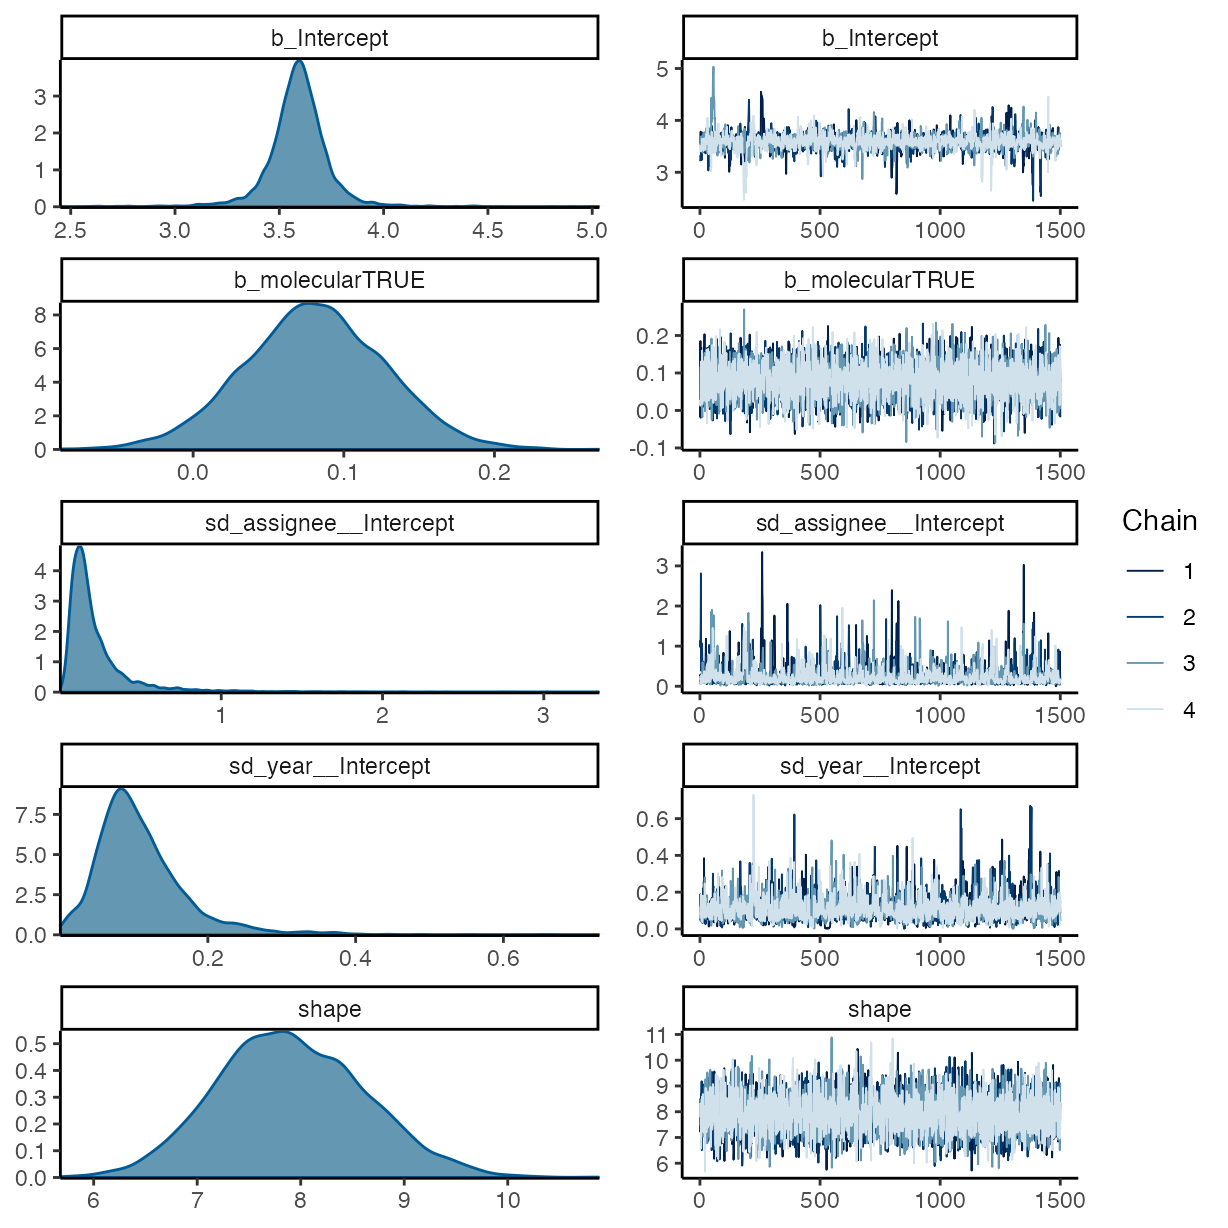 b_Intercept
b_Intercept
3
2
1
0
2.5 3.0 3.5 4.0 4.5 5.0
5
4
3
0 500 1000 1500
b_molecularTRUE
b_molecularTRUE
8
6
4
2
0
0.0 0.1 0.2
0.2
0.1
0.0
-0.1
0 500 1000 1500
sd_assignee__Intercept
sd_assignee__Intercept
4
3
2
1
0
1 2 3
3
2
1
0
0 500 1000 1500
sd_year__Intercept
sd_year__Intercept
7.5
5.0
2.5
0.0
0.2 0.4 0.6
0.6
0.4
0.2
0.0
0 500 1000 1500
shape
shape
0.5
0.4
0.3
0.2
0.1
0.0
6 7 8 9 10
11
10
9
8
7
6
0 500 1000 1500
Chain
1
2
3
4